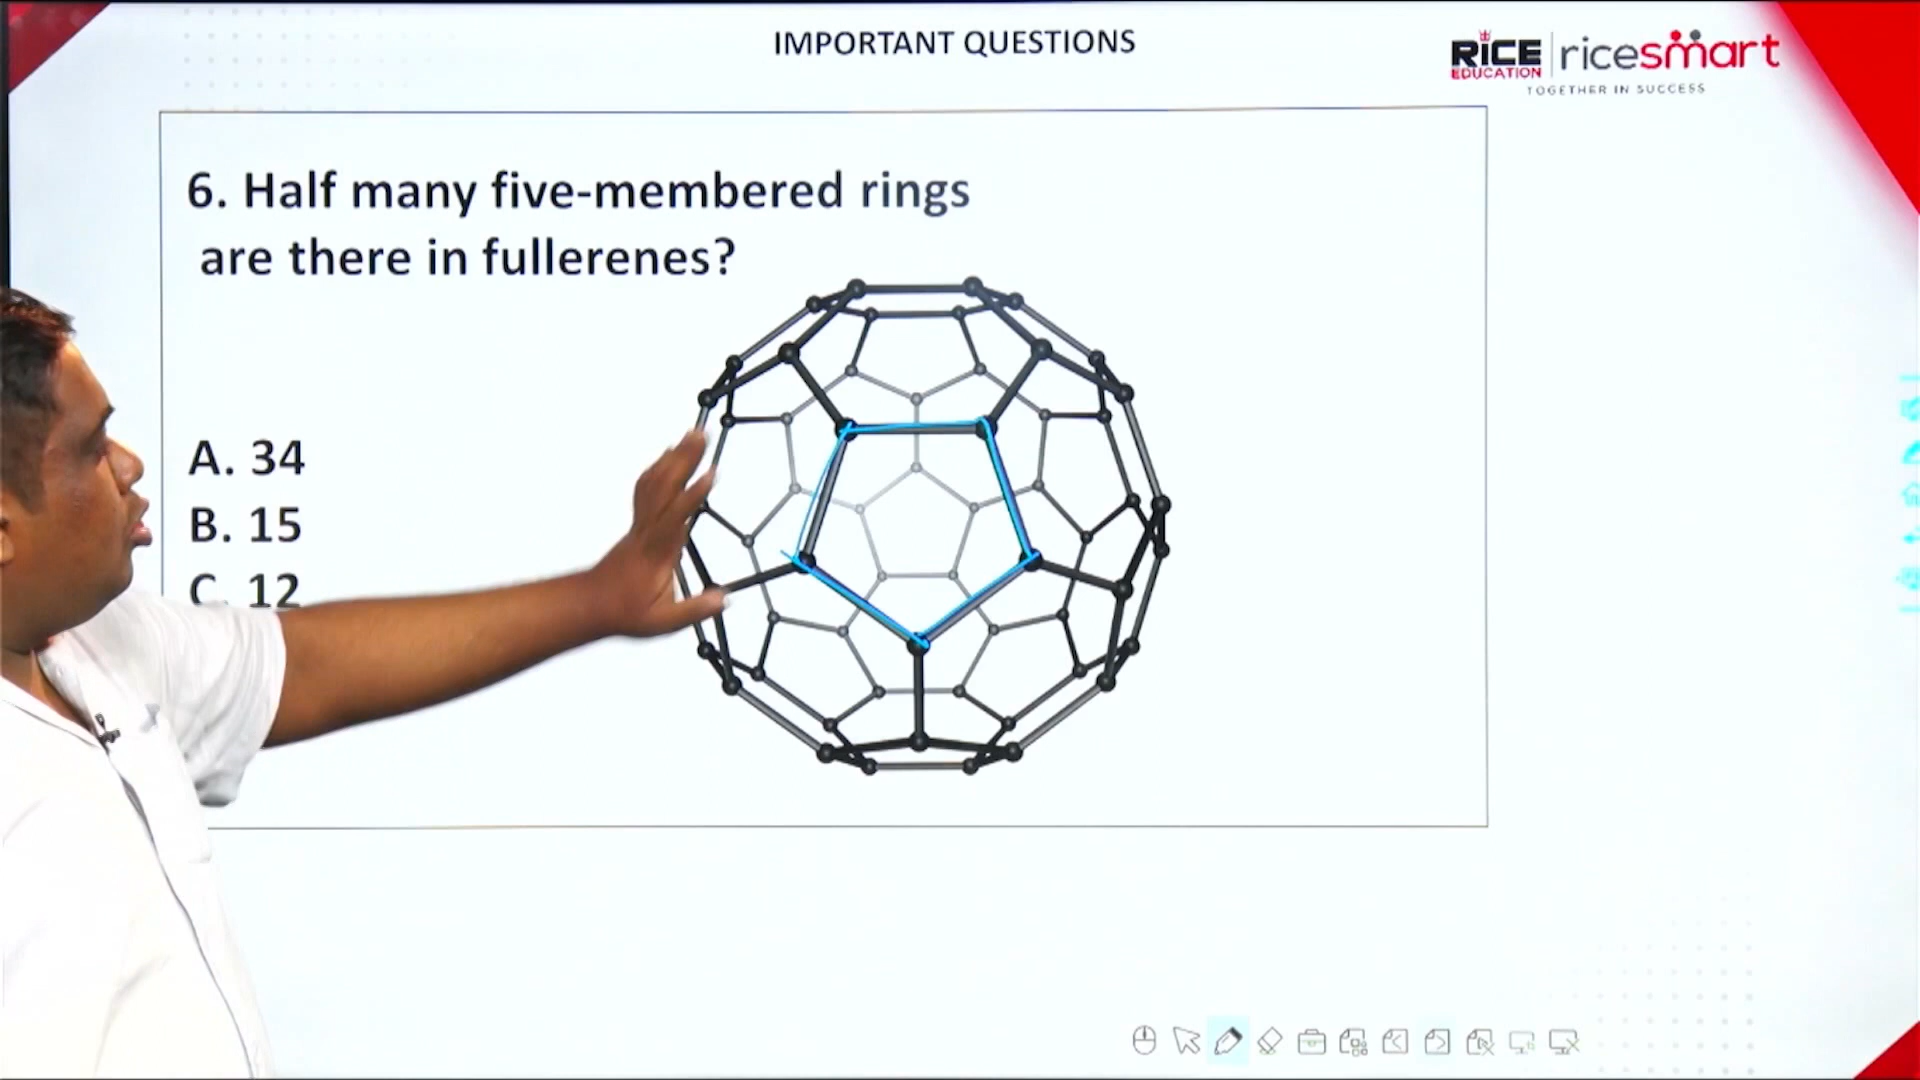 IMPORTANT QUESTIONS
RICE
EDUCATION
ricesmart
TOGETHER IN SUCCESS
6. Half many five-membered rings
are there in fullerenes?
A. 34
B. 15
C. 12